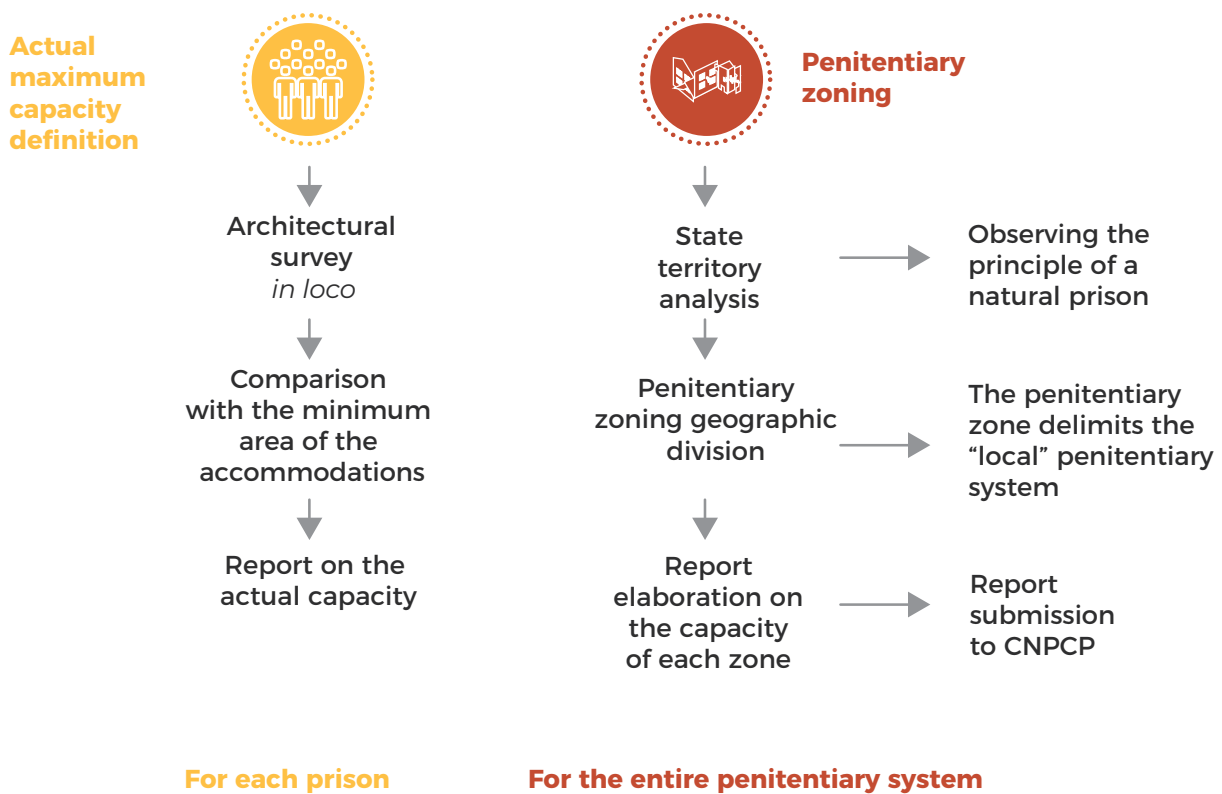 Actual
maximum
capacity
definition
Architectural
survey
in loco
Comparison
with the minimum
area of the
accommodations
Report on the
actual capacity
For each prison
Penitentiary
zoning
State
territory
analysis
Observing the
principle of a
natural prison
Penitentiary
zoning geographic
division
The penitentiary
zone delimits the
“local” penitentiary
system
Report
elaboration on
the capacity
of each zone
Report
submission
to CNPCP
For the entire penitentiary system